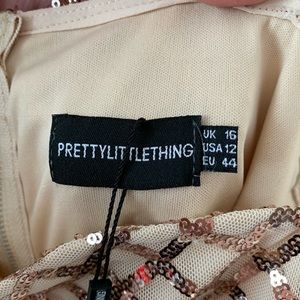 PRETTYLITTLETHING
UK 16
USA 12
EU 44